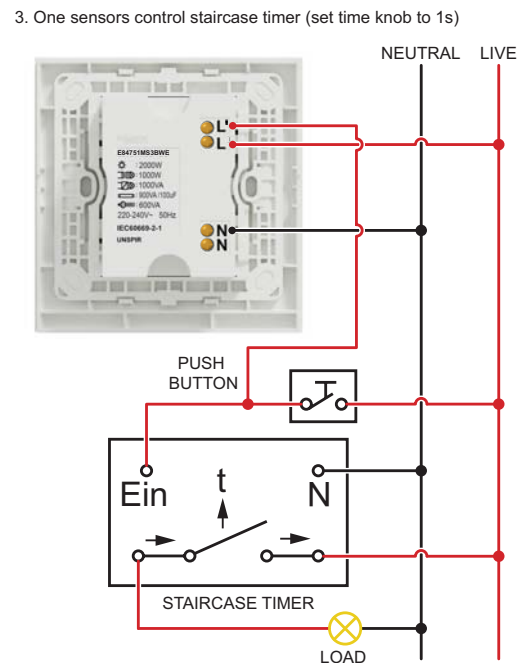 3. One sensors control staircase timer (set time knob to 1s)
NEUTRAL LIVE
L'
L
E84751MS3BWE
: 2000W
: 1000W
: 1000VA
: 900VA /100uF
: 600VA
220-240V~ 50Hz
IEC60669-2-1
UNSPIR
N
N
PUSH
BUTTON
Ein
t
N
STAIRCASE TIMER
LOAD